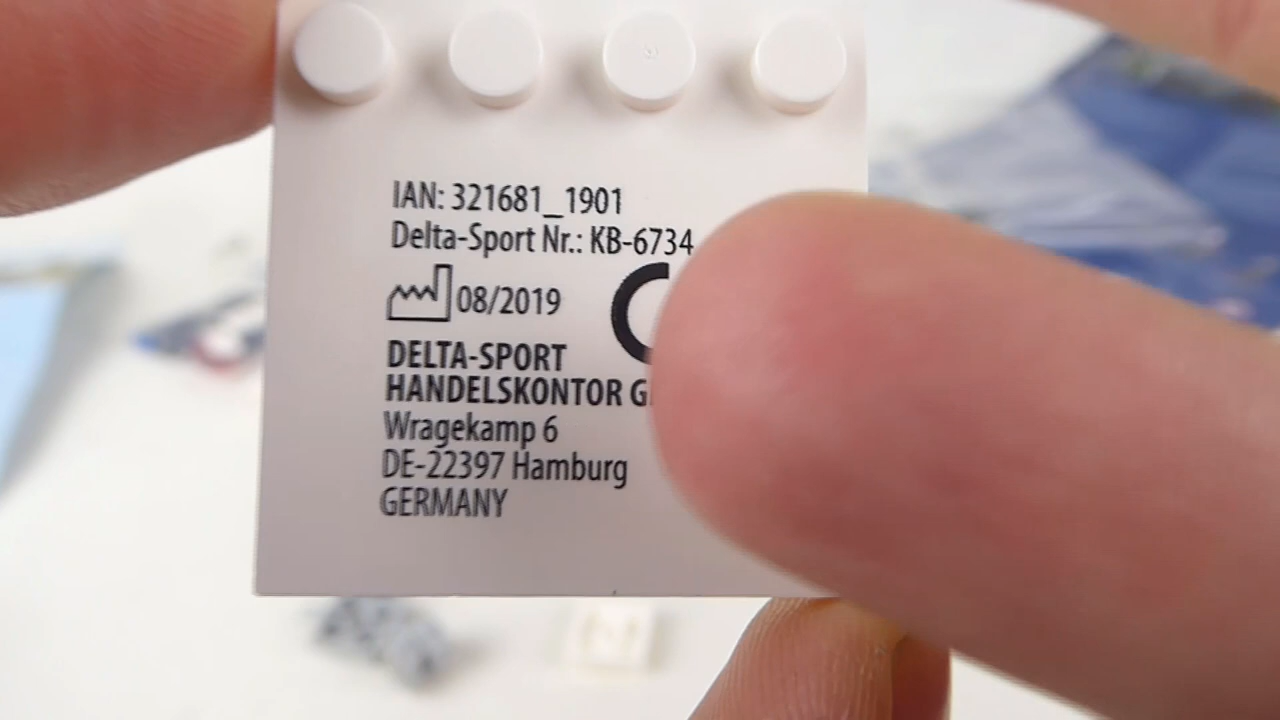 IAN: 321681_1901
Delta-Sport Nr.: KB-6734
08/2019
DELTA-SPORT
HANDELSKONTOR
Wragekamp 6
DE-22397 Hamburg
GERMANY